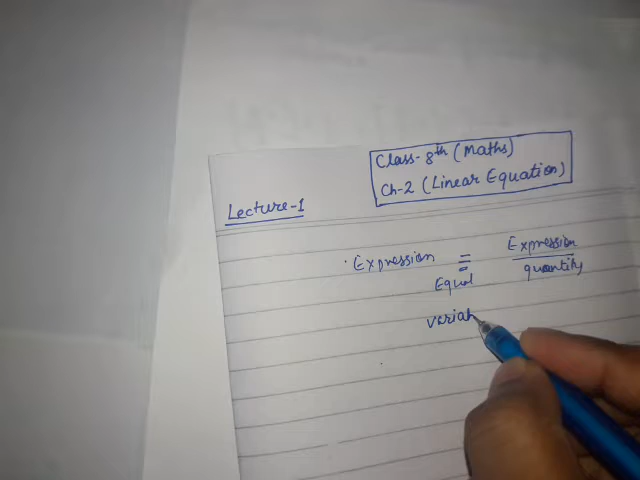 Class-8th (Maths)
Ch-2 (Linear Equation)
Lecture-1
Expression = Expression
Equal quantity
variab